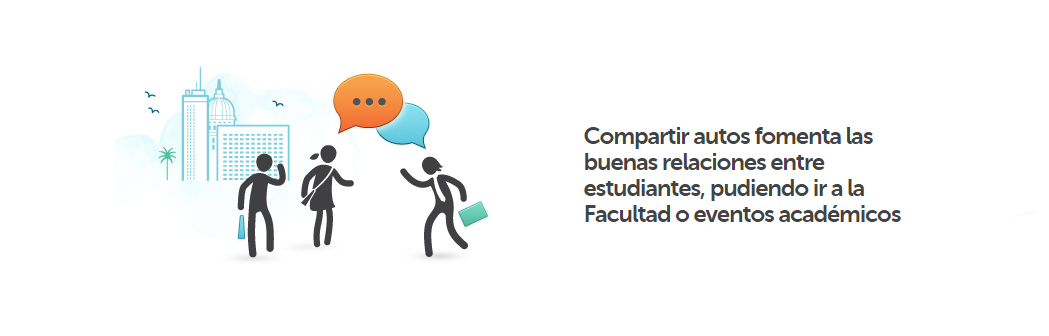 Compartir autos fomenta las
buenas relaciones entre
estudiantes, pudiendo ir a la
Facultad o eventos académicos